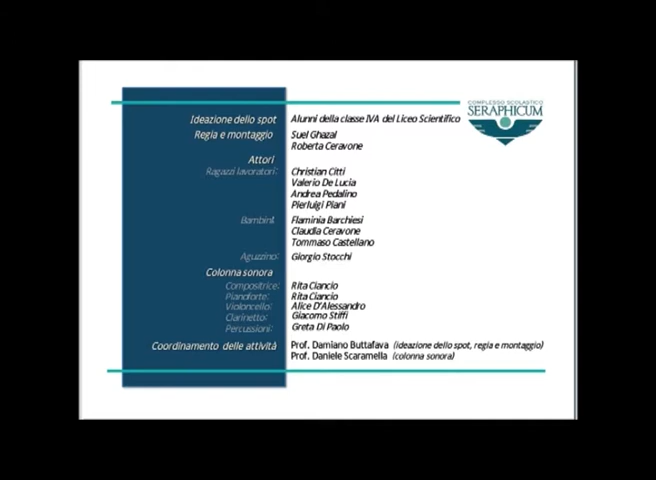 COMPLESSO SCOLASTICO
SERAPHICUM
Ideazione dello spot Alunni della classe IVA del Liceo Scientifico
Regia e montaggio Suel Ghazal
Roberta Ceravone
Attori
Ragazzi lavoratori: Christian Citti
Valerio De Lucia
Andrea Pedalino
Pierluigi Piani
Bambini: Flaminia Barchiesi
Claudia Ceravone
Tommaso Castellano
Aguzzino: Giorgio Stocchi
Colonna sonora
Compositrice: Rita Ciancio
Pianoforte: Rita Ciancio
Violoncello: Alice D'Alessandro
Clarinetto: Giacomo Stiffi
Percussioni: Greta Di Paolo
Coordinamento delle attività Prof. Damiano Buttafava (ideazione dello spot, regia e montaggio)
Prof. Daniele Scaramella (colonna sonora)